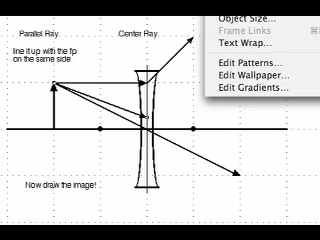 Object Size...
Parallel Ray
Center Ray
Frame Links
Text Wrap...
line it up with the fp
on the same side
Edit Patterns...
Edit Wallpaper...
Edit Gradients...
Now draw the image!